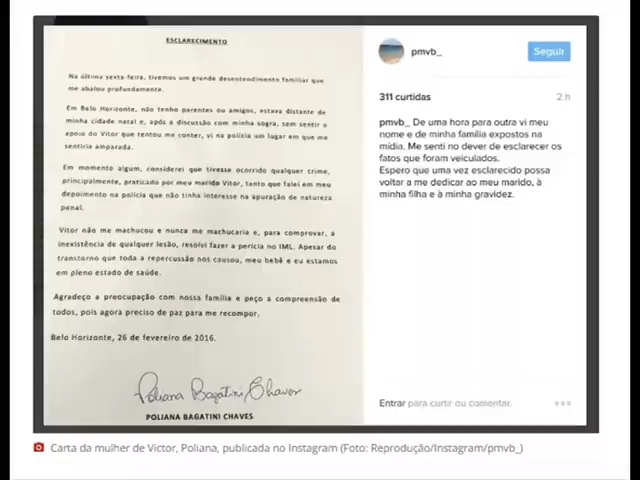 ESCLARECIMENTO
Na última sexta-feira, tivemos um grande desentendimento familiar que
me abalou profundamente.
Em Belo Horizonte, não tenho parentes ou amigos, estava distante de
minha cidade natal e, após a discussão com minha sogra, sem sentir o
apoio do Vitor que tentou me conter, vi na polícia um lugar em que me
sentiria amparada.
Em momento algum, considerei que tivesse ocorrido qualquer crime,
principalmente, praticado por meu marido Vitor, tanto que falei em meu
depoimento na polícia que não tinha interesse na apuração de natureza
penal.
Vitor não me machucou e nunca me machucaria e, para comprovar, a
inexistência de qualquer lesão, resolvi fazer a perícia no IML. Apesar do
transtorno que toda a repercussão nos causou, meu bebê e eu estamos
em pleno estado de saúde.
Agradeço a preocupação com nossa família e peço a compreensão de
todos, pois agora preciso de paz para me recompor.
Belo Horizonte, 26 de fevereiro de 2016.
Poliana Bagatini Chaves
POLIANA BAGATINI CHAVES
pmvb_
Seguir
311 curtidas
2 h
pmvb_ De uma hora para outra vi meu
nome e de minha família expostos na
mídia. Me senti no dever de esclarecer os
fatos que foram veiculados.
Espero que uma vez esclarecido possa
voltar a me dedicar ao meu marido, à
minha filha e à minha gravidez.
Entrar para curtir ou comentar.
Carta da mulher de Victor, Poliana, publicada no Instagram (Foto: Reprodução/Instagram/pmvb_)